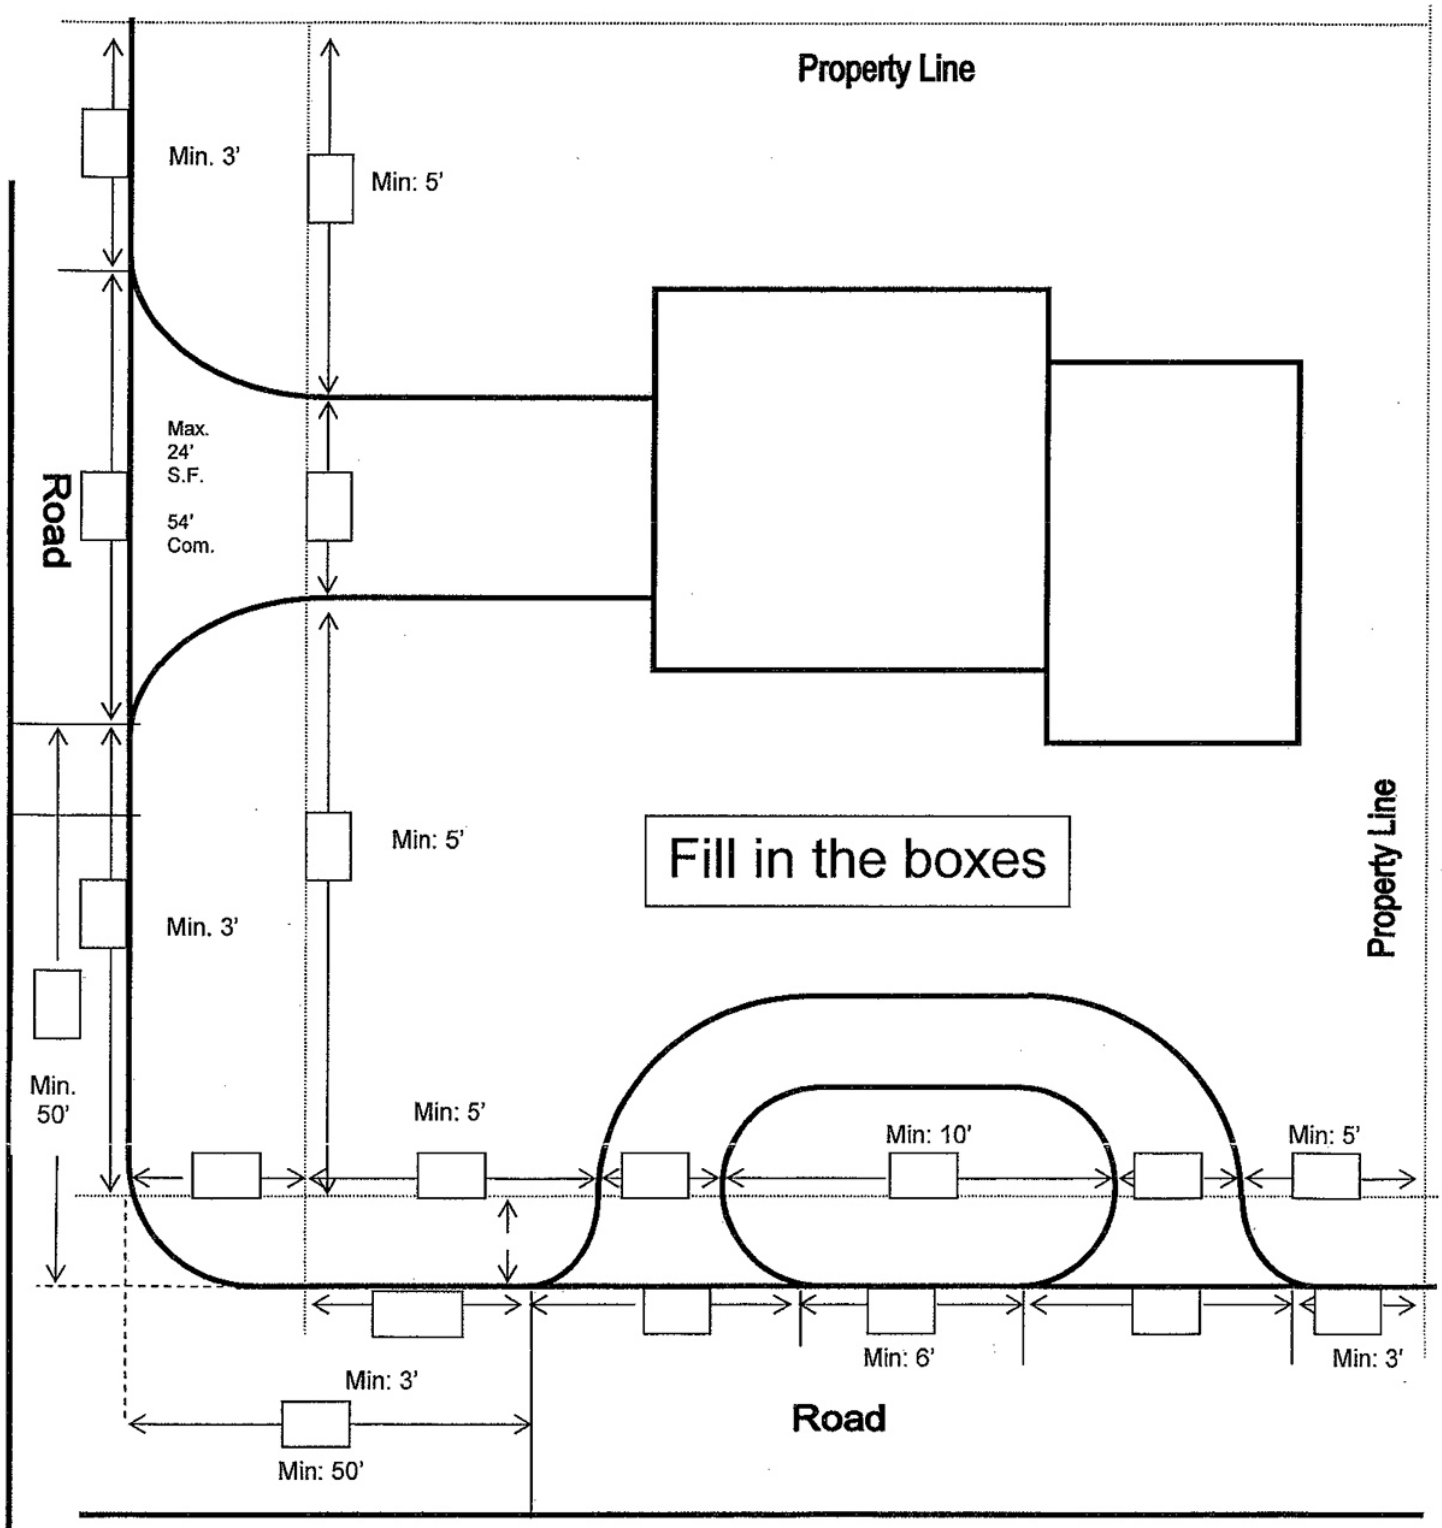 Property Line
Min. 3'
Min: 5'
Max.
24'
S.F.
54'
Com.
Road
Min: 5'
Fill in the boxes
Property Line
Min. 3'
Min.
50'
Min: 5'
Min: 10'
Min: 5'
Min: 6'
Min: 3'
Min: 3'
Road
Min: 50'